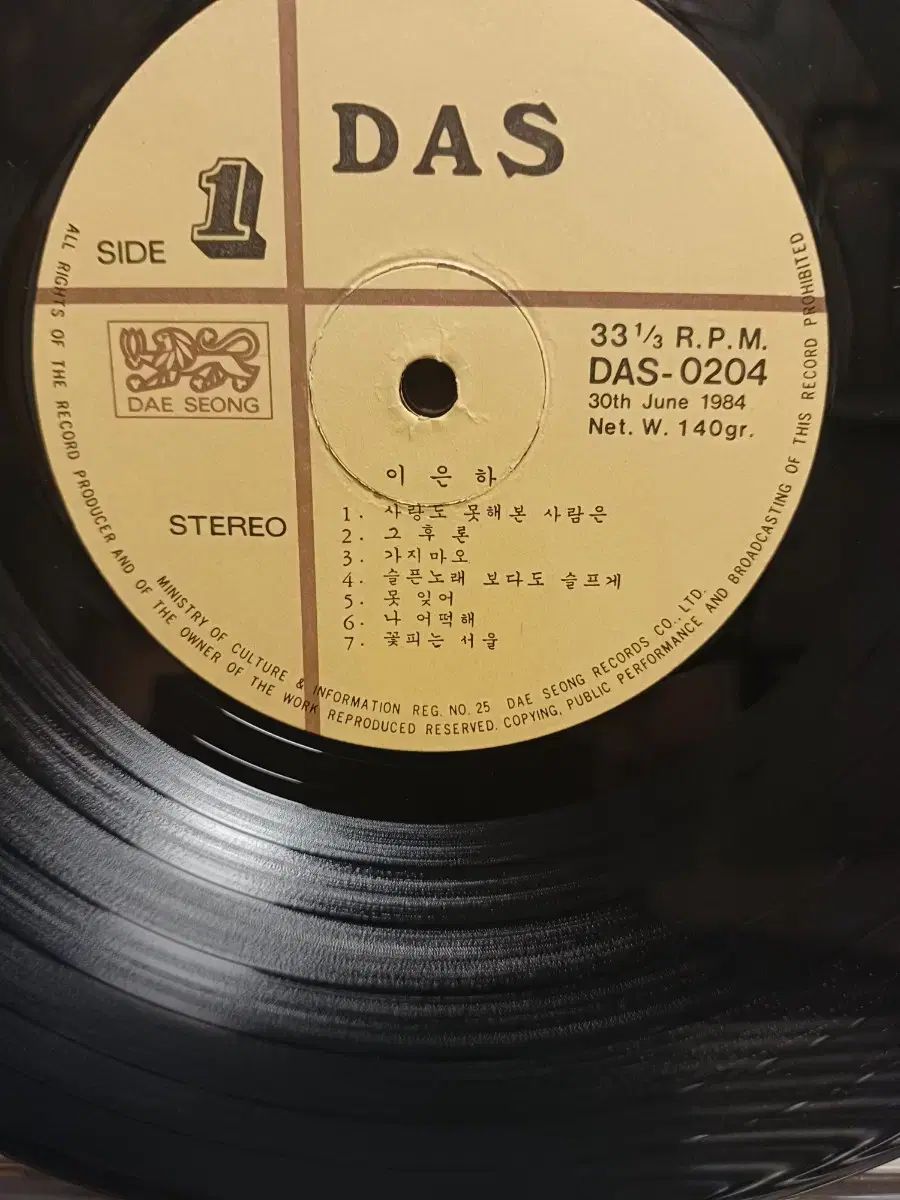 DAS
SIDE 1
DAE SEONG
STEREO
33 1/3 R.P.M.
DAS-0204
30th June 1984
Net. W. 140gr.
이 은 하
1. 사랑도 못해 본 사람은
2. 그 후 론
3. 가지마오
4. 슬픈노래 보다도 슬프게
5. 못 잊어
6. 나 어떡해
7. 꽃피는 서울
ALL RIGHTS OF THE RECORD PRODUCER AND OF THE OWNER OF THE WORK REPRODUCED RESERVED. COPYING, PUBLIC PERFORMANCE AND BROADCASTING OF THIS RECORD PROHIBITED
MINISTRY OF CULTURE & INFORMATION REG. NO. 25 DAE SEONG RECORDS CO., LTD.